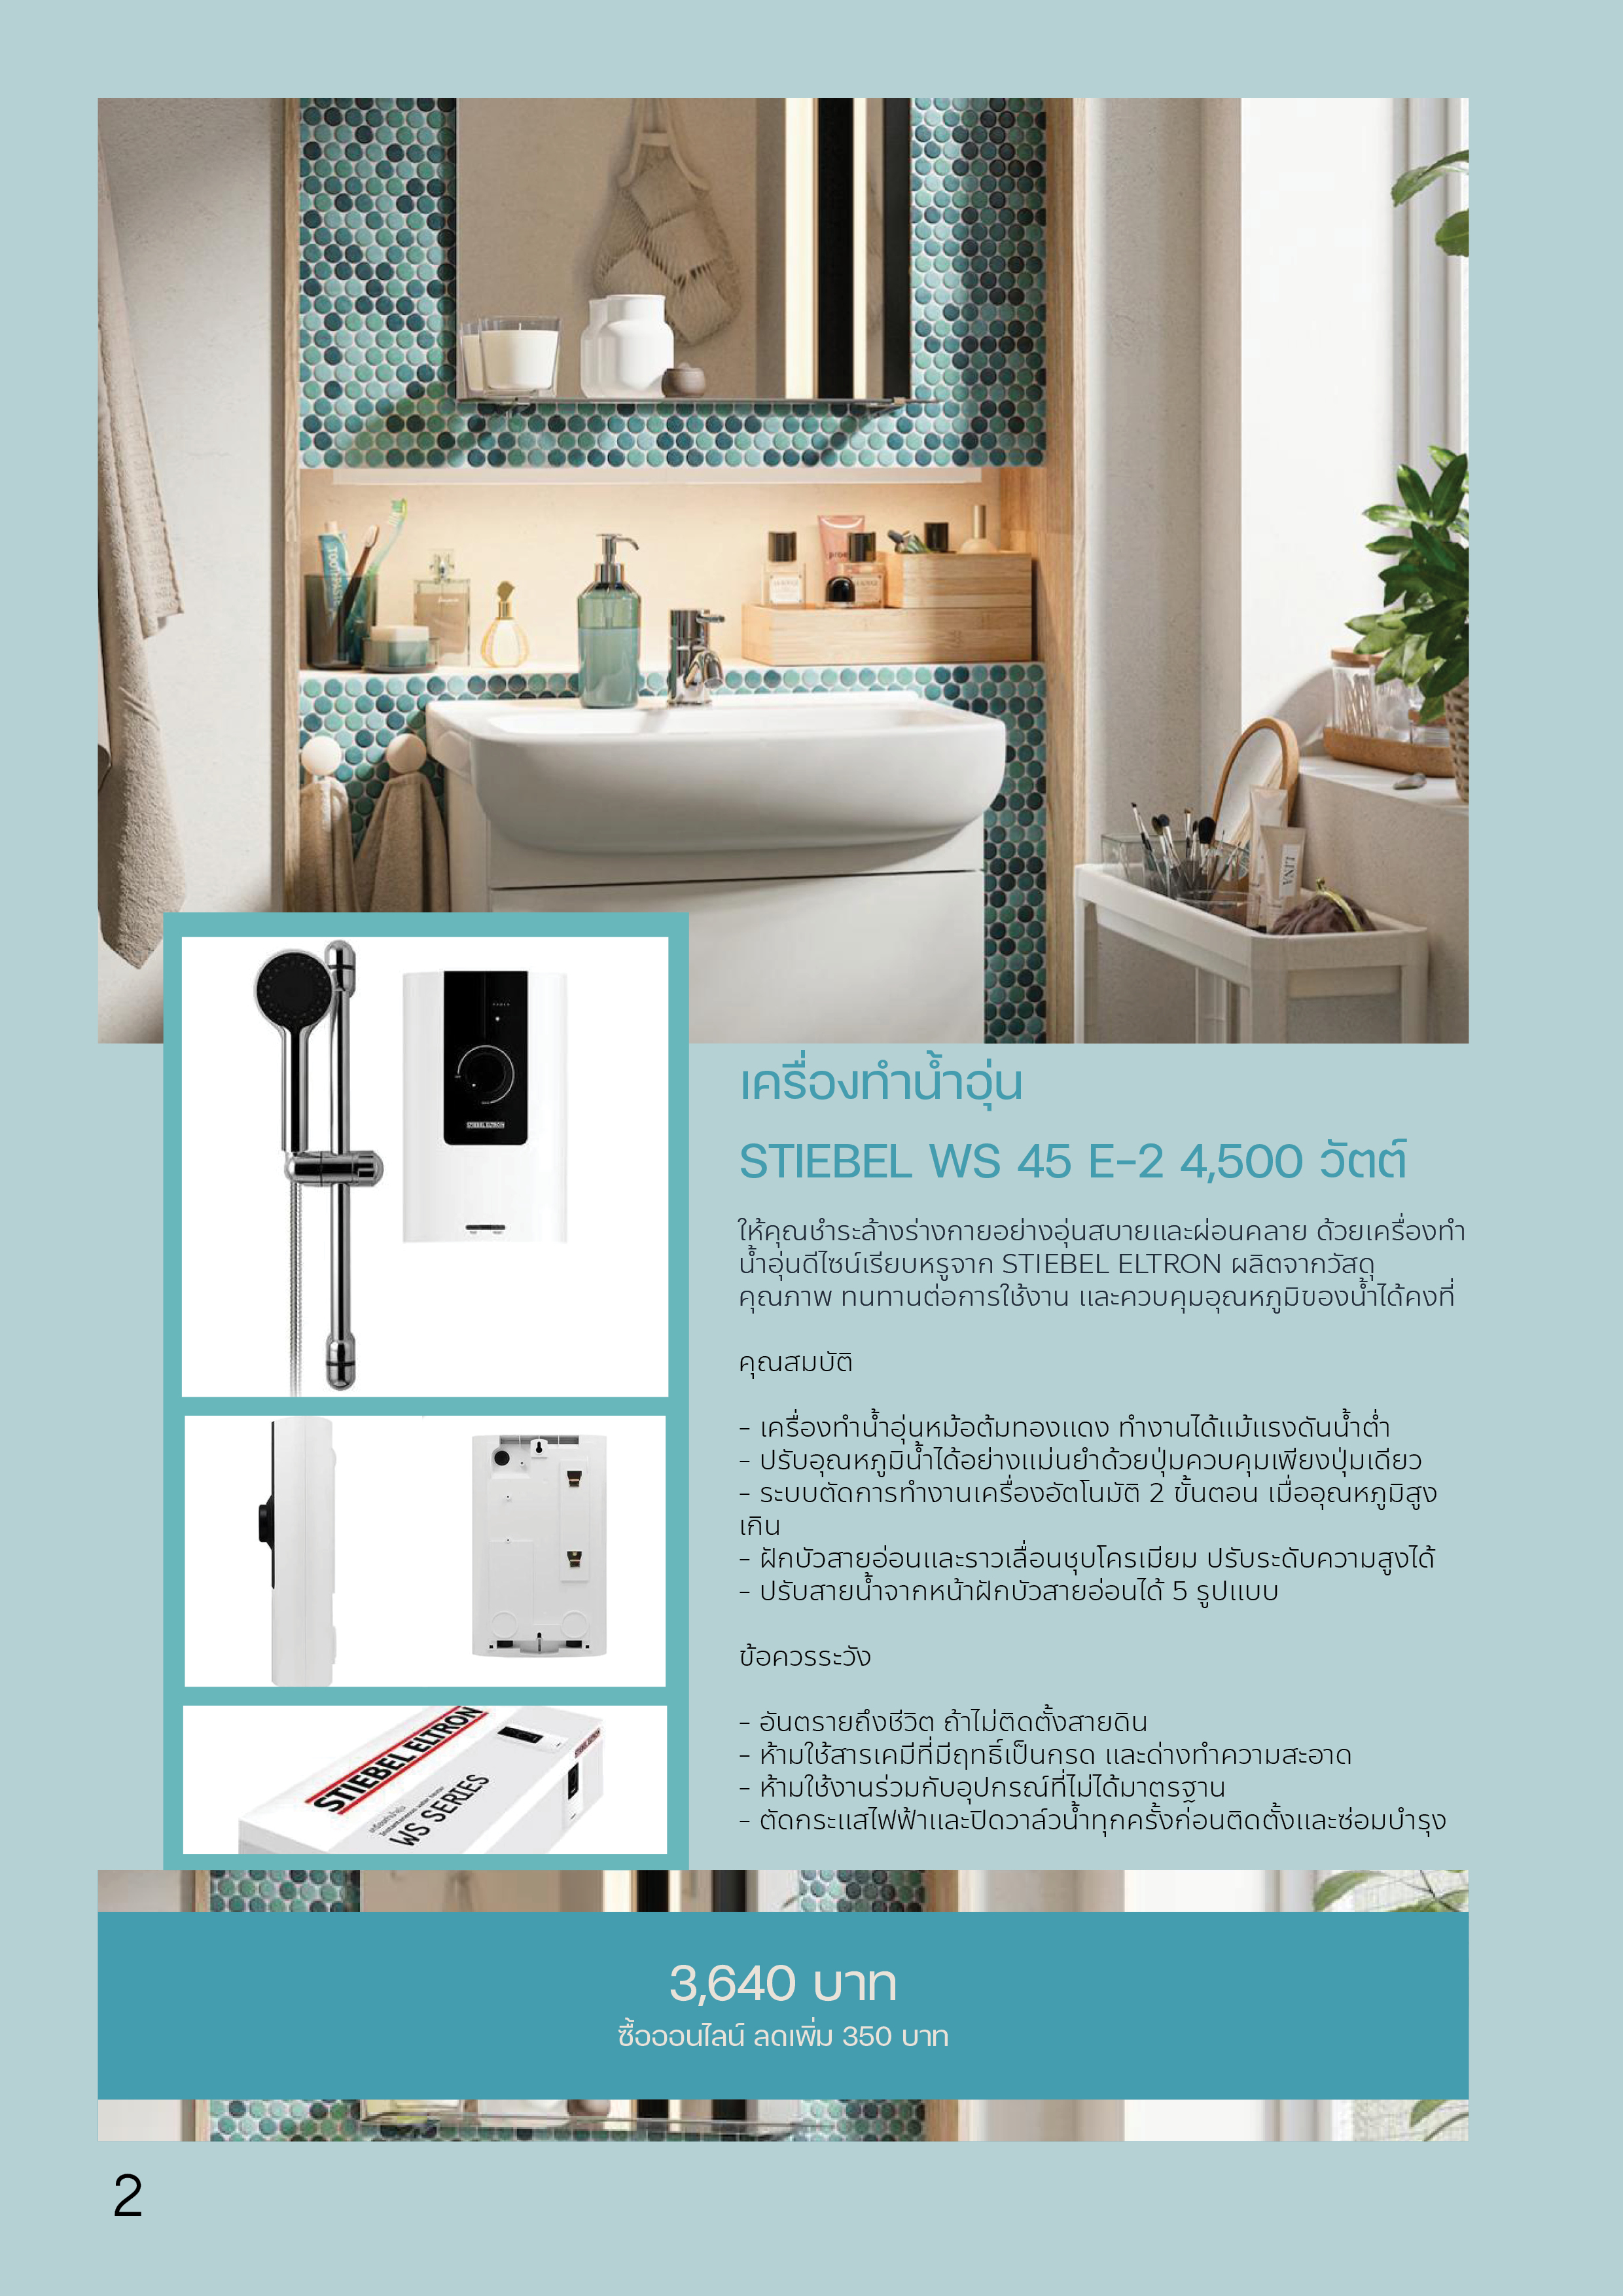 TOOTHPASTE
LINA
STIEBEL ELTRON
เครื่องทำน้ำอุ่น
STIEBEL WS 45 E-2 4,500 วัตต์
ให้คุณชำระล้างร่างกายอย่างอุ่นสบายและผ่อนคลาย ด้วยเครื่องทำ
น้ำอุ่นดีไซน์เรียบหรูจาก STIEBEL ELTRON ผลิตจากวัสดุ
คุณภาพ ทนทานต่อการใช้งาน และควบคุมอุณหภูมิของน้ำได้คงที่
คุณสมบัติ
- เครื่องทำน้ำอุ่นหม้อต้มทองแดง ทำงานได้แม้แรงดันน้ำต่ำ
- ปรับอุณหภูมิน้ำได้อย่างแม่นยำด้วยปุ่มควบคุมเพียงปุ่มเดียว
- ระบบตัดการทำงานเครื่องอัตโนมัติ 2 ขั้นตอน เมื่ออุณหภูมิสูง
เกิน
- ฝักบัวสายอ่อนและราวเลื่อนชุบโครเมียม ปรับระดับความสูงได้
- ปรับสายน้ำจากหน้าฝักบัวสายอ่อนได้ 5 รูปแบบ
ข้อควรระวัง
- อันตรายถึงชีวิต ถ้าไม่ติดตั้งสายดิน
- ห้ามใช้สารเคมีที่มีฤทธิ์เป็นกรด และด่างทำความสะอาด
- ห้ามใช้งานร่วมกับอุปกรณ์ที่ไม่ได้มาตรฐาน
- ตัดกระแสไฟฟ้าและปิดวาล์วน้ำทุกครั้งก่อนติดตั้งและซ่อมบำรุง
STIEBEL ELTRON
เครื่องทำน้ำอุ่น
Instantaneous water heater
WS SERIES
STIEBEL ELTRON
3,640 บาท
ซื้อออนไลน์ ลดเพิ่ม 350 บาท
2